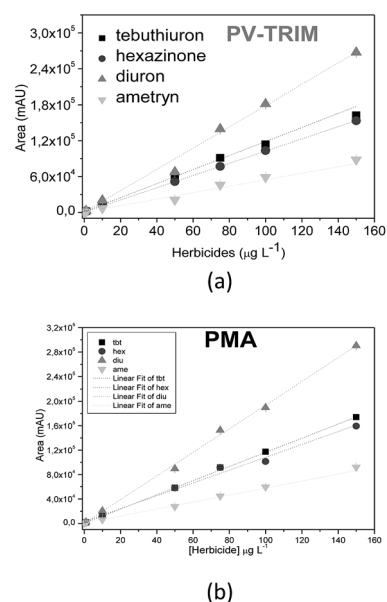 PV-TRIM
tebuthiuron
hexazinone
diuron
ametryn
Area (mAU)
3,0x10⁵
2,4x10⁵
1,8x10⁵
1,2x10⁵
6,0x10⁴
0,0
0 20 40 60 80 100 120 140 160
Herbicides (µg L⁻¹)
(a)
PMA
tbt
hex
diu
ame
Linear Fit of tbt
Linear Fit of hex
Linear Fit of diu
Linear Fit of ame
Area (mAU)
3,2x10⁵
2,8x10⁵
2,4x10⁵
2,0x10⁵
1,6x10⁵
1,2x10⁵
8,0x10⁴
4,0x10⁴
0,0
0 20 40 60 80 100 120 140 160
[Herbicide] µg L⁻¹
(b)